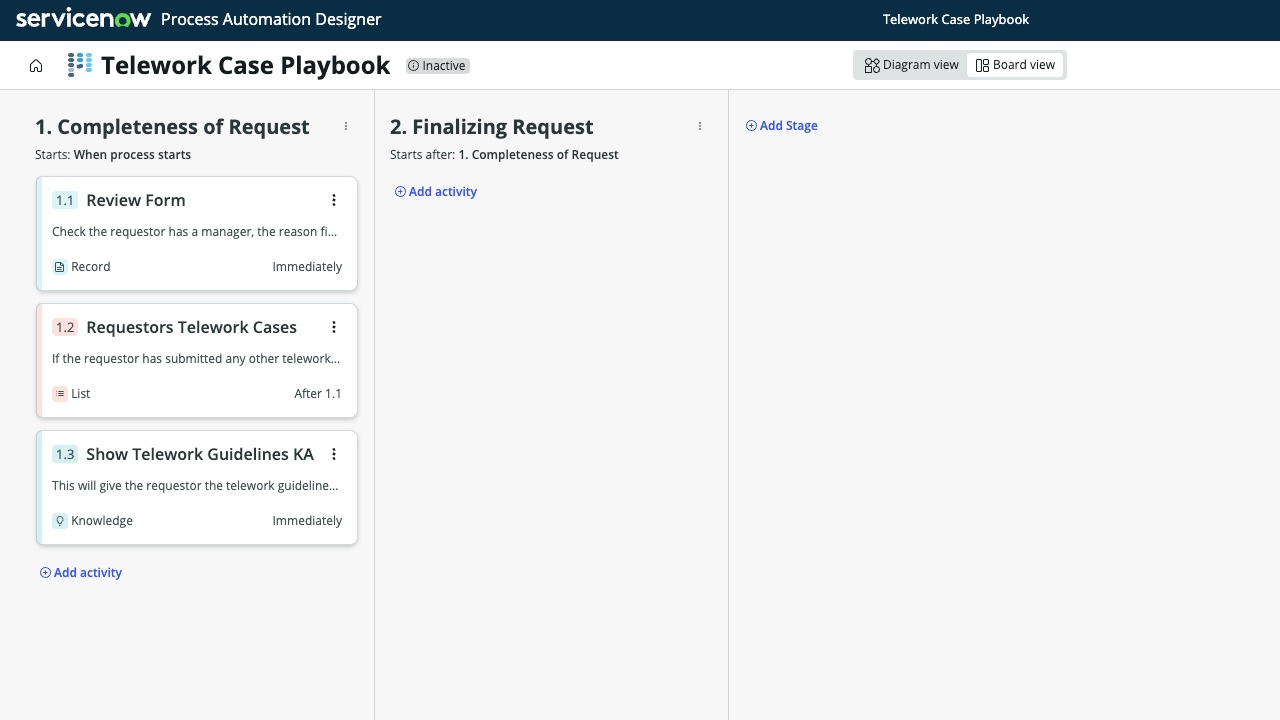 servicenow Process Automation Designer
Telework Case Playbook
Telework Case Playbook
Inactive
Diagram view
Board view
1. Completeness of Request
Starts: When process starts
1.1 Review Form
Check the requestor has a manager, the reason fi...
Record
Immediately
1.2 Requestors Telework Cases
If the requestor has submitted any other telework...
List
After 1.1
1.3 Show Telework Guidelines KA
This will give the requestor the telework guideline...
Knowledge
Immediately
Add activity
2. Finalizing Request
Starts after: 1. Completeness of Request
Add activity
Add Stage